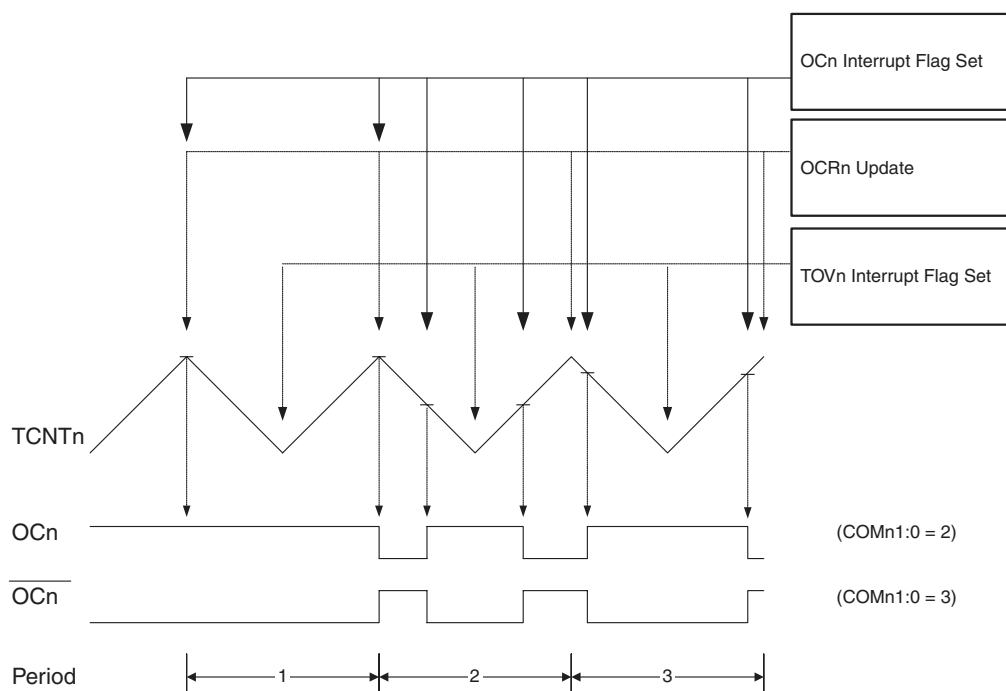 OCn Interrupt Flag Set
OCRn Update
TOVn Interrupt Flag Set
TCNTn
OCn (COMn1:0 = 2)
OCn (COMn1:0 = 3)
Period 1 2 3